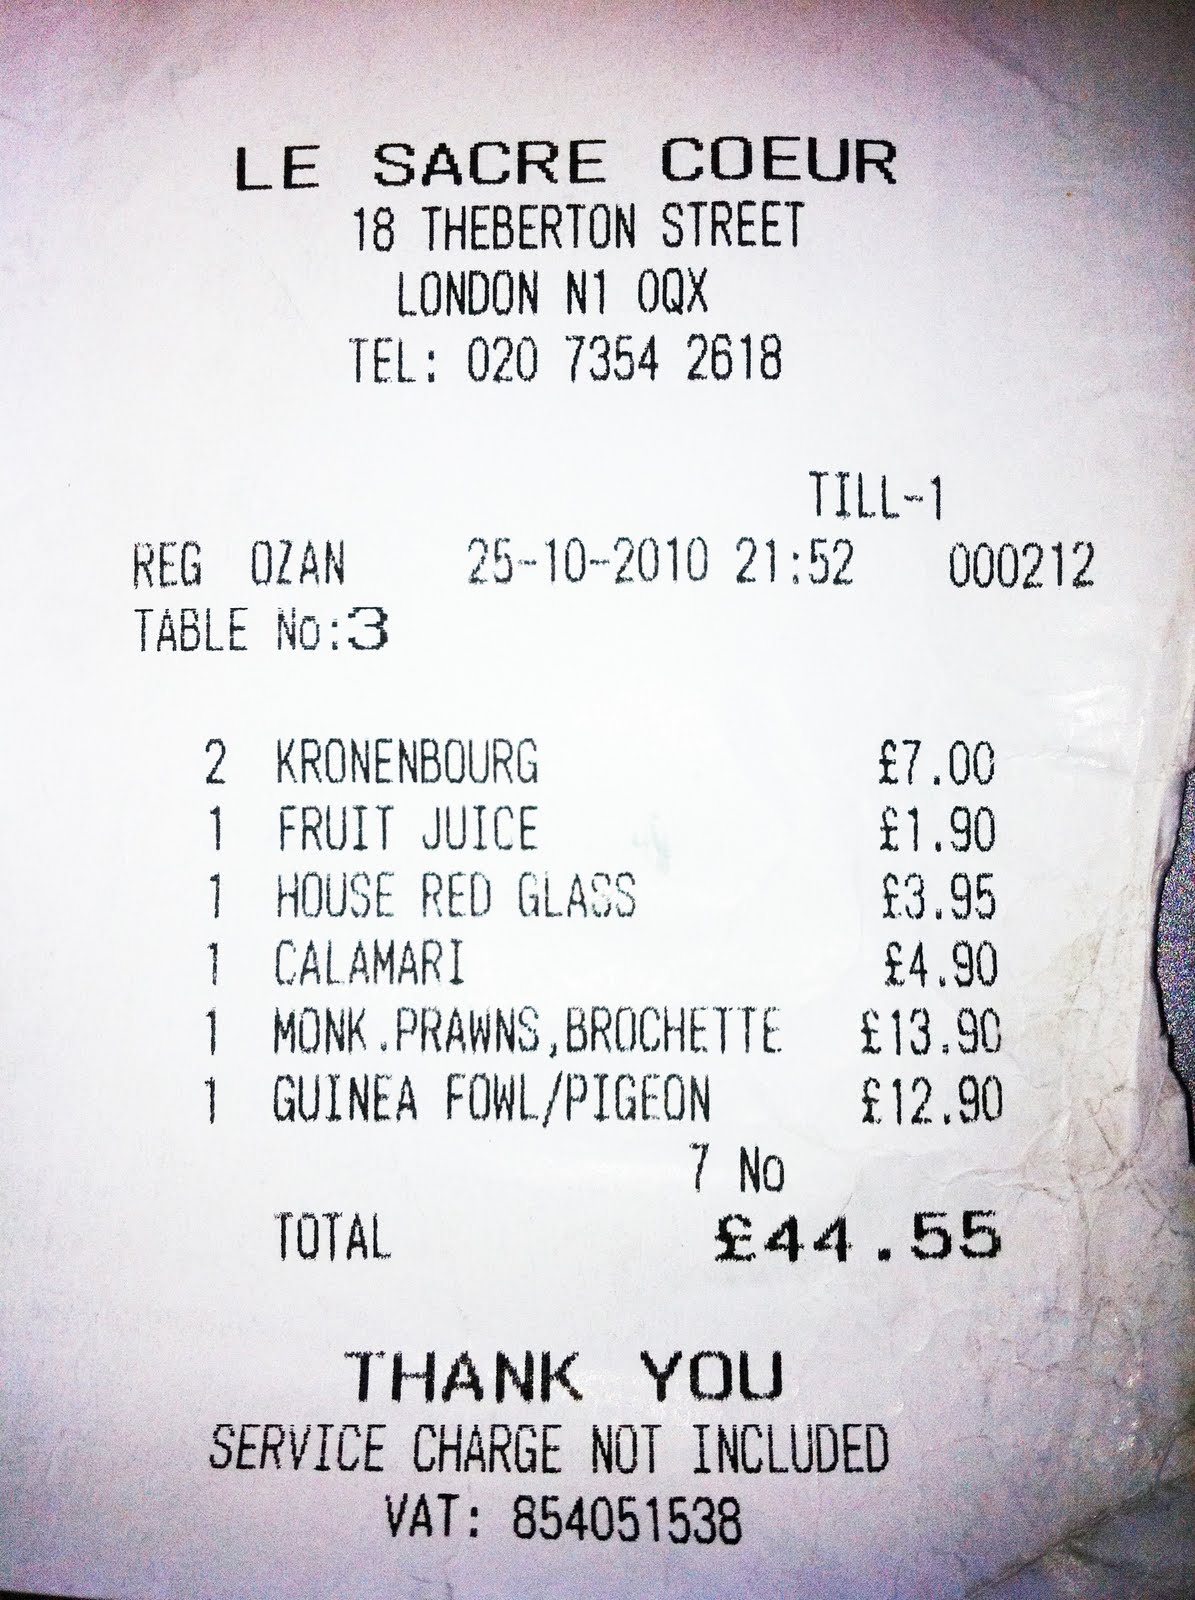 LE SACRE COEUR
18 THEBERTON STREET
LONDON N1 0QX
TEL: 020 7354 2618
TILL-1
REG OZAN 25-10-2010 21:52 000212
TABLE No:3
2 KRONENBOURG £7.00
1 FRUIT JUICE £1.90
1 HOUSE RED GLASS £3.95
1 CALAMARI £4.90
1 MONK.PRAWNS,BROCHETTE £13.90
1 GUINEA FOWL/PIGEON £12.90
7 No
TOTAL £44.55
THANK YOU
SERVICE CHARGE NOT INCLUDED
VAT: 854051538